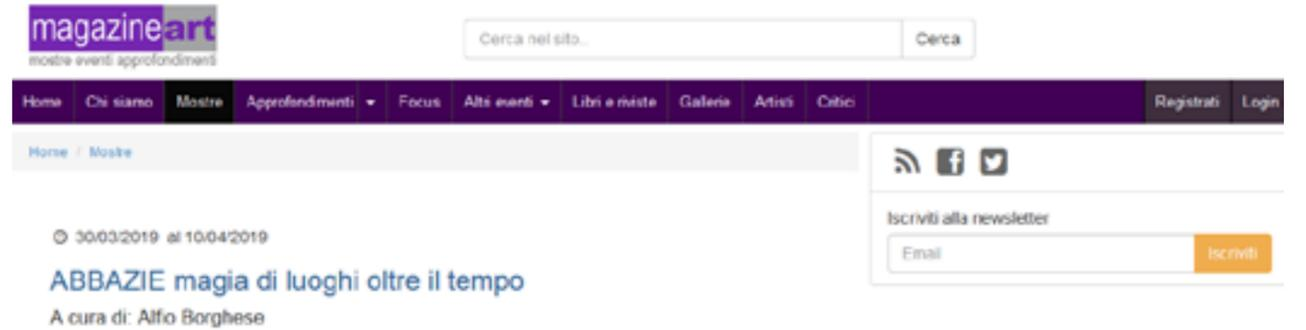 magazineart
mostre eventi approfondimenti
Cerca nel sito...
Cerca
Home Chi siamo Mostre Approfondimenti Focus Altri eventi Libri e riviste Gallerie Artisti Critici Registrati Login
Home / Mostre
30/03/2019 al 10/04/2019
ABBAZIE magia di luoghi oltre il tempo
A cura di: Alfio Borghese
Iscriviti alla newsletter
Email
Iscriviti